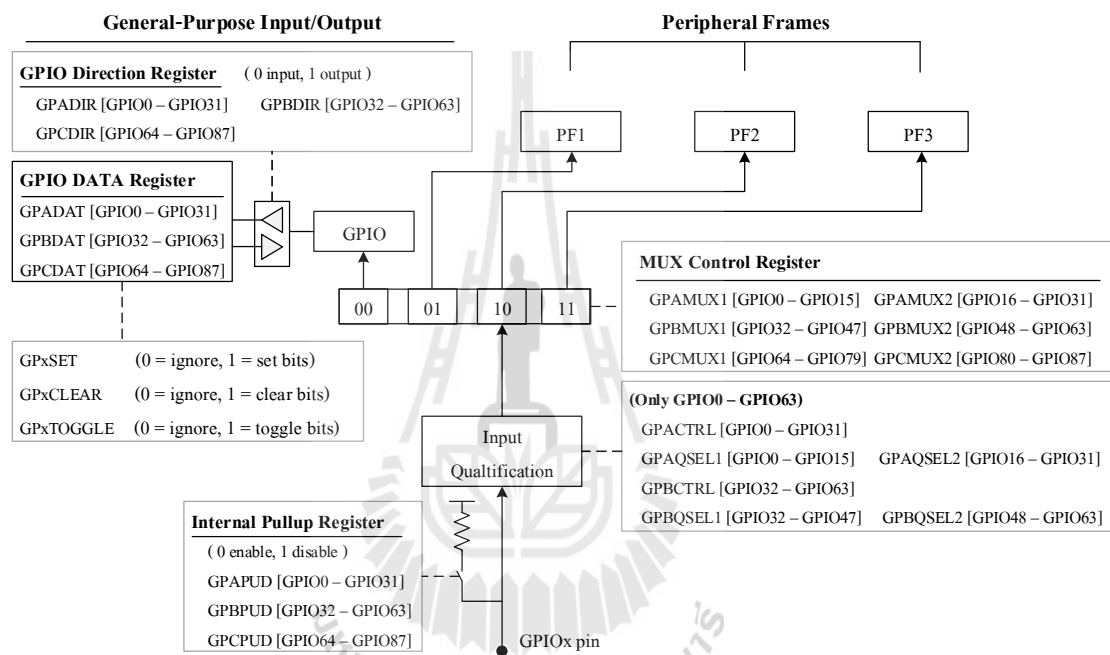 General-Purpose Input/Output
Peripheral Frames
GPIO Direction Register ( 0 input, 1 output )
GPADIR [GPIO0 – GPIO31] GPBDIR [GPIO32 – GPIO63]
GPCDIR [GPIO64 – GPIO87]
PF1 PF2 PF3
GPIO DATA Register
GPADAT [GPIO0 – GPIO31]
GPBDAT [GPIO32 – GPIO63]
GPCDAT [GPIO64 – GPIO87]
GPIO
00 01 10 11
MUX Control Register
GPAMUX1 [GPIO0 – GPIO15] GPAMUX2 [GPIO16 – GPIO31]
GPBMUX1 [GPIO32 – GPIO47] GPBMUX2 [GPIO48 – GPIO63]
GPCMUX1 [GPIO64 – GPIO79] GPCMUX2 [GPIO80 – GPIO87]
GPxSET (0 = ignore, 1 = set bits)
GPxCLEAR (0 = ignore, 1 = clear bits)
GPxTOGGLE (0 = ignore, 1 = toggle bits)
(Only GPIO0 – GPIO63)
GPACTRL [GPIO0 – GPIO31]
GPAQSEL1 [GPIO0 – GPIO15] GPAQSEL2 [GPIO16 – GPIO31]
GPBCTRL [GPIO32 – GPIO63]
GPBQSEL1 [GPIO32 – GPIO47] GPBQSEL2 [GPIO48 – GPIO63]
Input
Qualtification
Internal Pullup Register
( 0 enable, 1 disable )
GPAPUD [GPIO0 – GPIO31]
GPBPUD [GPIO32 – GPIO63]
GPCPUD [GPIO64 – GPIO87]
GPIOx pin